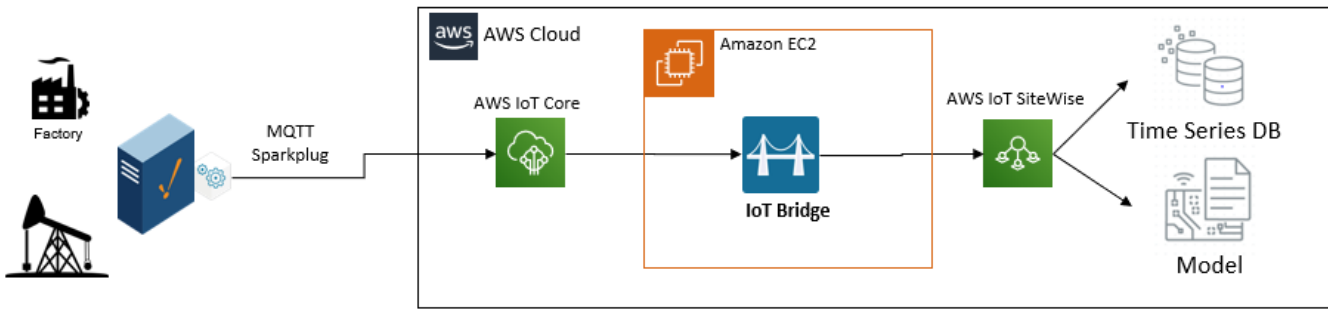 Factory
MQTT
Sparkplug
aws
AWS Cloud
AWS IoT Core
Amazon EC2
IoT Bridge
AWS IoT SiteWise
Time Series DB
Model